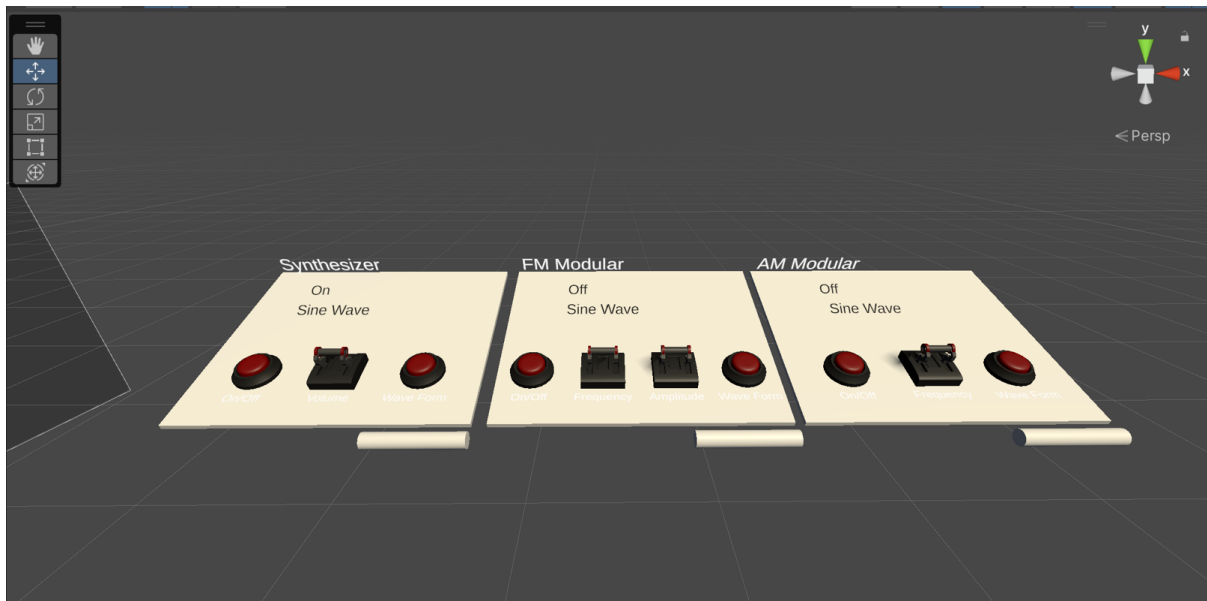 y
x
Persp
Synthesizer
On
Sine Wave
On/Off
Volume
Wave Form
FM Modular
Off
Sine Wave
On/Off
Frequency
Amplitude
Wave Form
AM Modular
Off
Sine Wave
On/Off
Frequency
Wave Form